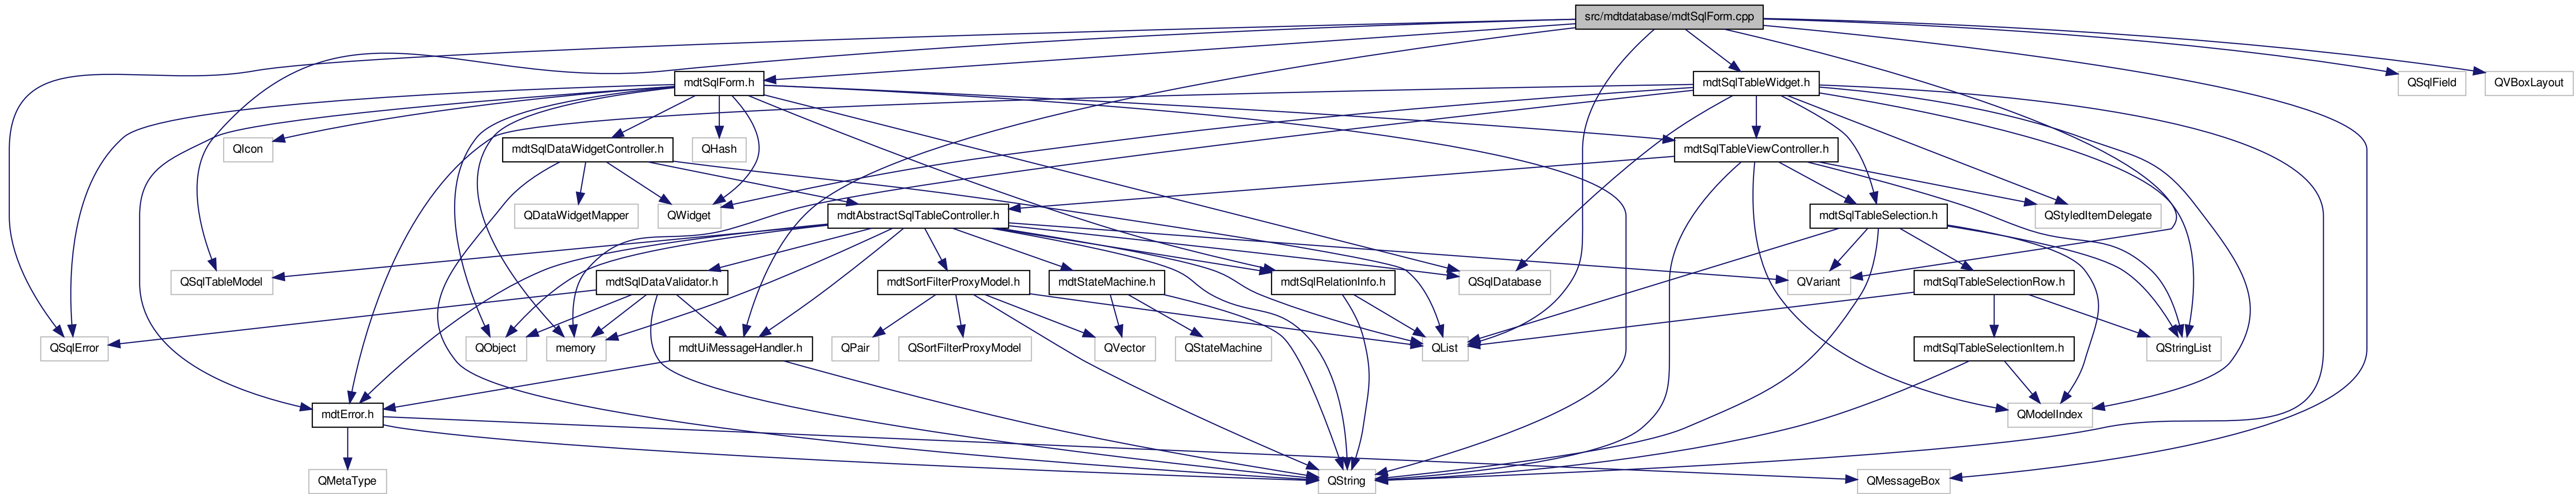 src/mdtdatabase/mdtSqlForm.cpp
mdtSqlForm.h
mdtSqlTableWidget.h
QSqlField
QVBoxLayout
QIcon
mdtSqlDataWidgetController.h
QHash
mdtSqlTableViewController.h
QDataWidgetMapper
QWidget
mdtAbstractSqlTableController.h
mdtSqlTableSelection.h
QStyledItemDelegate
QSqlTableModel
mdtSqlDataValidator.h
mdtSortFilterProxyModel.h
mdtStateMachine.h
mdtSqlRelationInfo.h
QSqlDatabase
QVariant
mdtSqlTableSelectionRow.h
QSqlError
QObject
memory
mdtUiMessageHandler.h
QPair
QSortFilterProxyModel
QVector
QStateMachine
QList
mdtSqlTableSelectionItem.h
QStringList
mdtError.h
QModelIndex
QMetaType
QString
QMessageBox